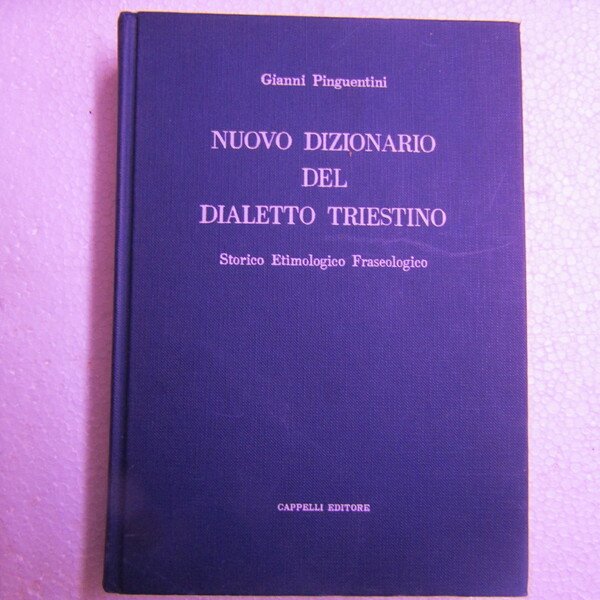 Gianni Pinguentini
NUOVO DIZIONARIO
DEL
DIALETTO TRIESTINO
Storico Etimologico Fraseologico
CAPPELLI EDITORE